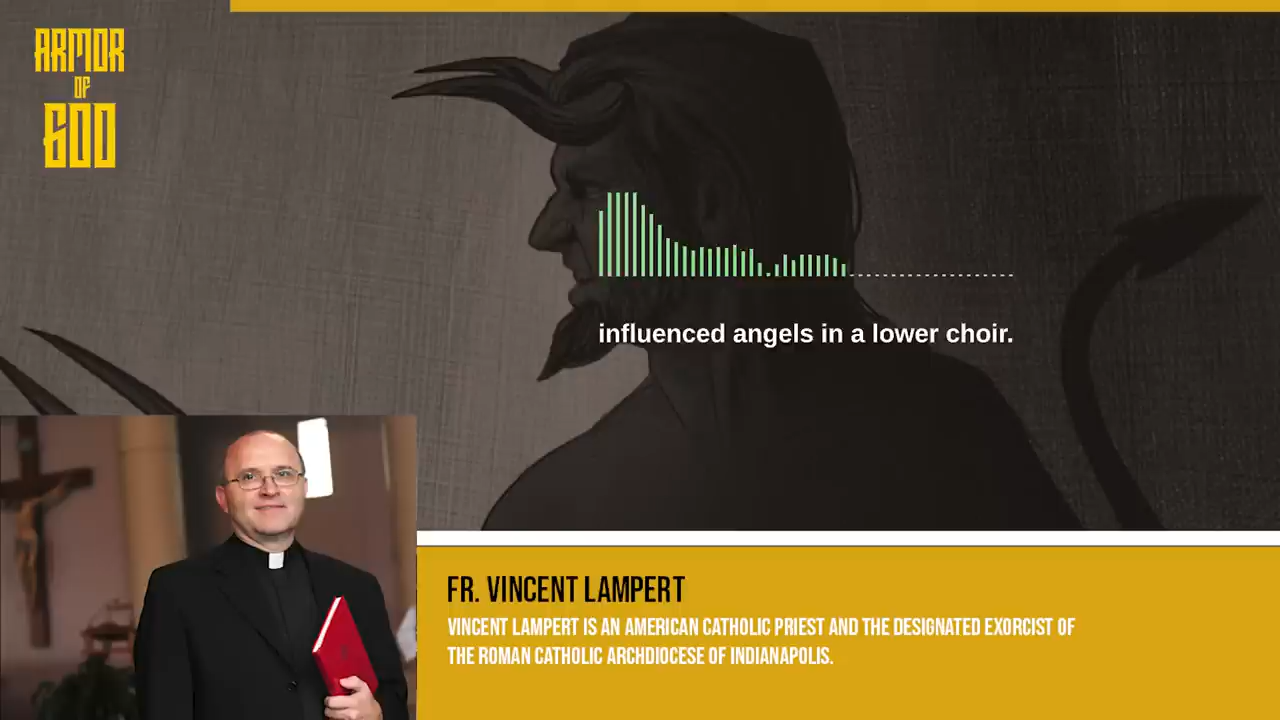 ARMOR
OF
GOD
influenced angels in a lower choir.
FR. VINCENT LAMPERT
VINCENT LAMPERT IS AN AMERICAN CATHOLIC PRIEST AND THE DESIGNATED EXORCIST OF
THE ROMAN CATHOLIC ARCHDIOCESE OF INDIANAPOLIS.